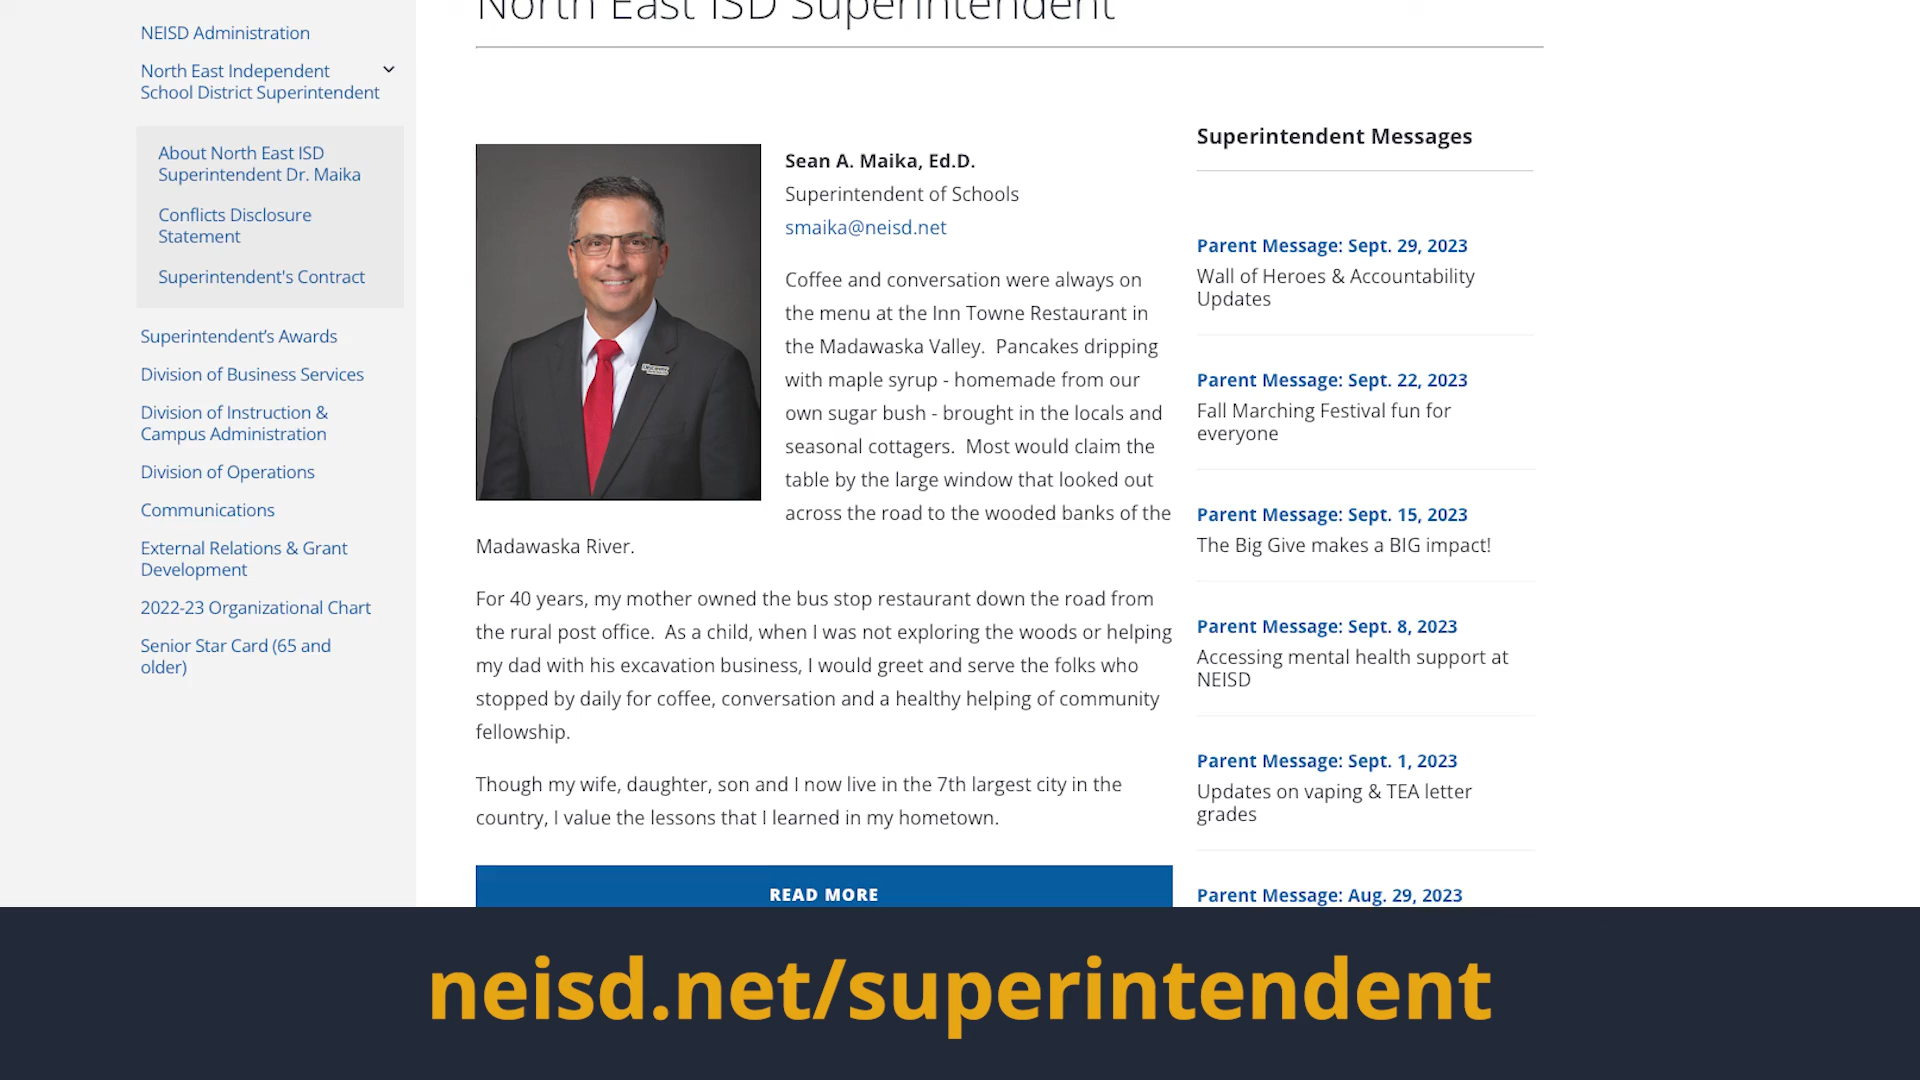 North East ISD Superintendent
NEISD Administration
North East Independent
School District Superintendent
About North East ISD
Superintendent Dr. Maika
Conflicts Disclosure
Statement
Superintendent's Contract
Superintendent’s Awards
Division of Business Services
Division of Instruction &
Campus Administration
Division of Operations
Communications
External Relations & Grant
Development
2022-23 Organizational Chart
Senior Star Card (65 and
older)
Sean A. Maika, Ed.D.
Superintendent of Schools
smaika@neisd.net
Coffee and conversation were always on
the menu at the Inn Towne Restaurant in
the Madawaska Valley.  Pancakes dripping
with maple syrup - homemade from our
own sugar bush - brought in the locals and
seasonal cottagers.  Most would claim the
table by the large window that looked out
across the road to the wooded banks of the
Madawaska River.
For 40 years, my mother owned the bus stop restaurant down the road from
the rural post office.  As a child, when I was not exploring the woods or helping
my dad with his excavation business, I would greet and serve the folks who
stopped by daily for coffee, conversation and a healthy helping of community
fellowship.
Though my wife, daughter, son and I now live in the 7th largest city in the
country, I value the lessons that I learned in my hometown.
READ MORE
Superintendent Messages
Parent Message: Sept. 29, 2023
Wall of Heroes & Accountability
Updates
Parent Message: Sept. 22, 2023
Fall Marching Festival fun for
everyone
Parent Message: Sept. 15, 2023
The Big Give makes a BIG impact!
Parent Message: Sept. 8, 2023
Accessing mental health support at
NEISD
Parent Message: Sept. 1, 2023
Updates on vaping & TEA letter
grades
Parent Message: Aug. 29, 2023
neisd.net/superintendent